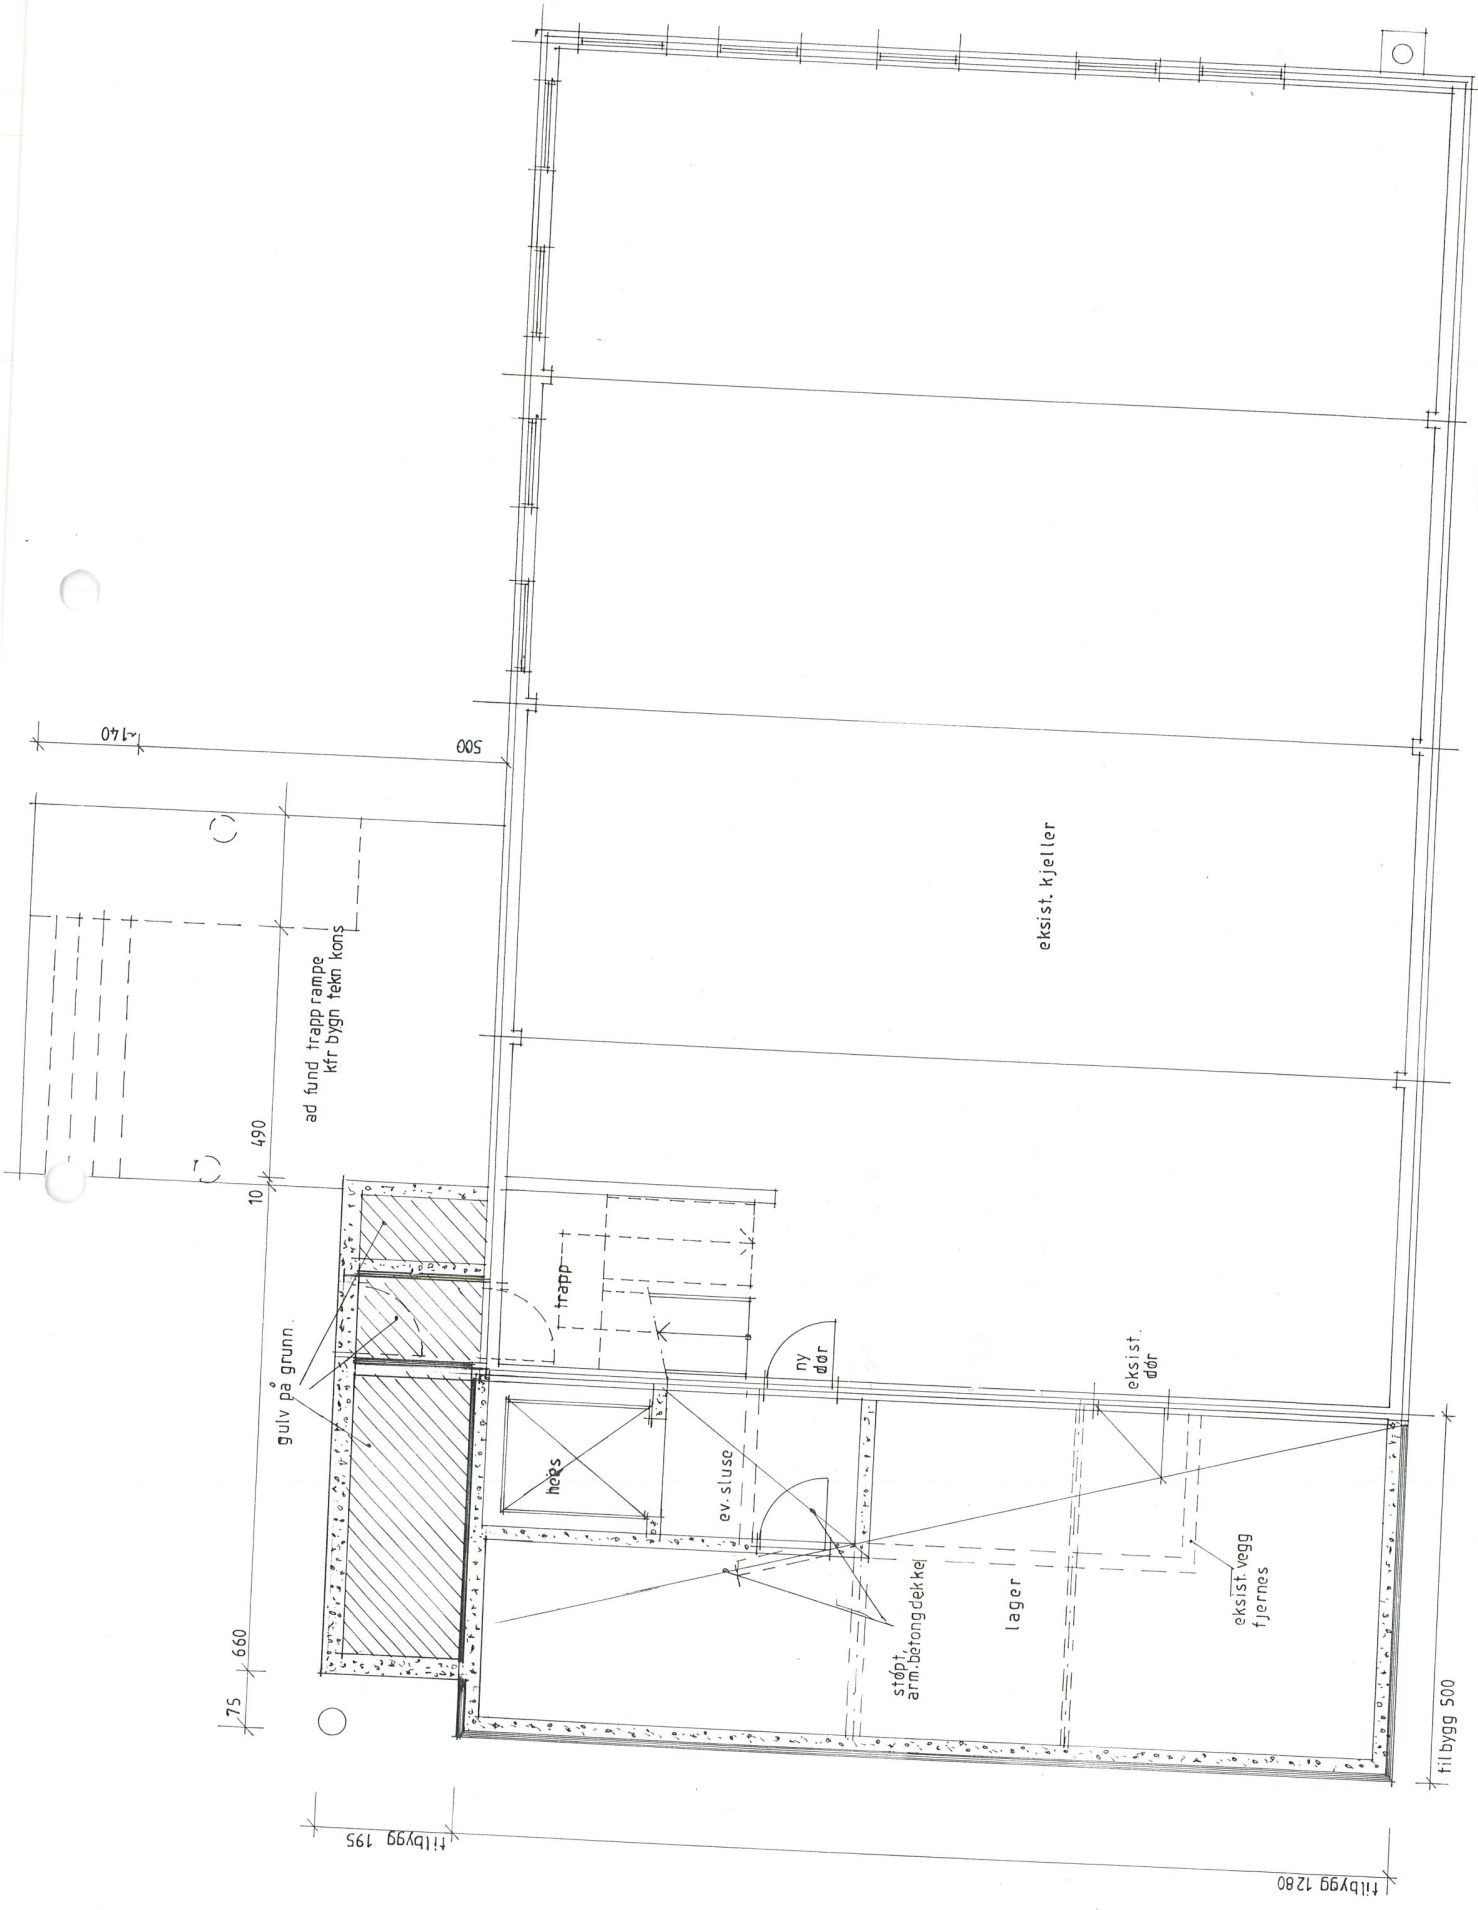 ~140
500
ad fund trapp rampe
kfr bygn tekn kons
490
10
660
75
gulv på grunn.
trapp
heis
ev. sluse
ny
dør
eksist.
dør
eksist. kjeller
støpt,
arm.betongdekke
lager
eksist. vegg
fjernes
tilbygg 500
tilbygg 195
tilbygg 1280